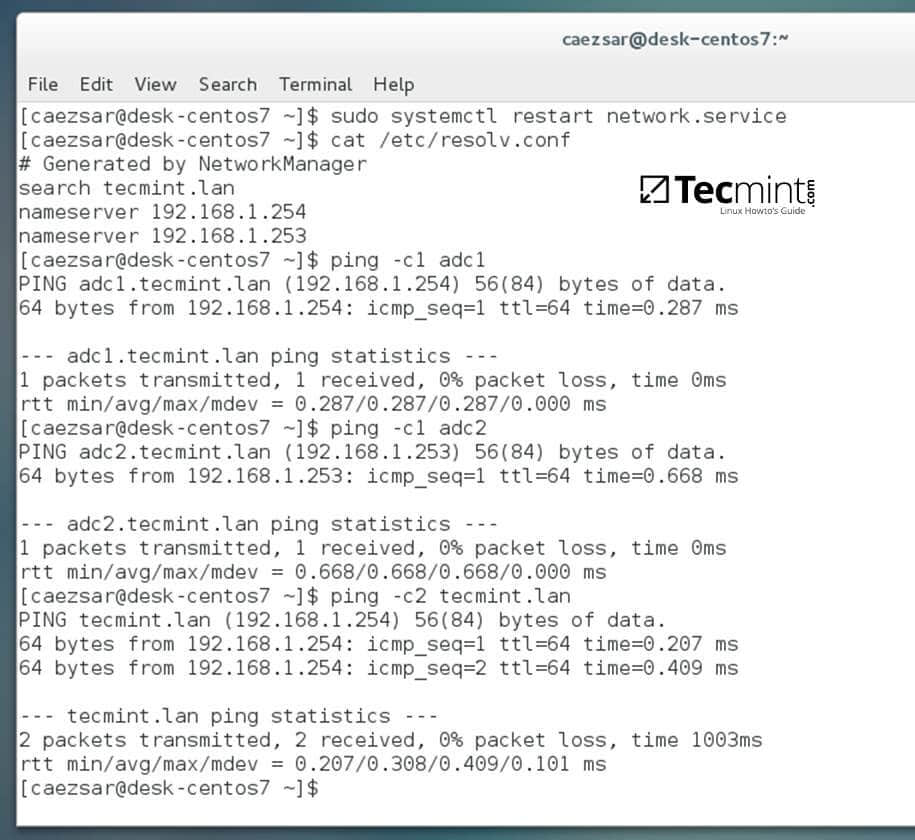 caezsar@desk-centos7:~
File Edit View Search Terminal Help
[caezsar@desk-centos7 ~]$ sudo systemctl restart network.service
[caezsar@desk-centos7 ~]$ cat /etc/resolv.conf
# Generated by NetworkManager
search tecmint.lan
nameserver 192.168.1.254
nameserver 192.168.1.253
Tecmint.com
Linux Howto's Guide
[caezsar@desk-centos7 ~]$ ping -c1 adc1
PING adc1.tecmint.lan (192.168.1.254) 56(84) bytes of data.
64 bytes from 192.168.1.254: icmp_seq=1 ttl=64 time=0.287 ms
--- adc1.tecmint.lan ping statistics ---
1 packets transmitted, 1 received, 0% packet loss, time 0ms
rtt min/avg/max/mdev = 0.287/0.287/0.287/0.000 ms
[caezsar@desk-centos7 ~]$ ping -c1 adc2
PING adc2.tecmint.lan (192.168.1.253) 56(84) bytes of data.
64 bytes from 192.168.1.253: icmp_seq=1 ttl=64 time=0.668 ms
--- adc2.tecmint.lan ping statistics ---
1 packets transmitted, 1 received, 0% packet loss, time 0ms
rtt min/avg/max/mdev = 0.668/0.668/0.668/0.000 ms
[caezsar@desk-centos7 ~]$ ping -c2 tecmint.lan
PING tecmint.lan (192.168.1.254) 56(84) bytes of data.
64 bytes from 192.168.1.254: icmp_seq=1 ttl=64 time=0.207 ms
64 bytes from 192.168.1.254: icmp_seq=2 ttl=64 time=0.409 ms
--- tecmint.lan ping statistics ---
2 packets transmitted, 2 received, 0% packet loss, time 1003ms
rtt min/avg/max/mdev = 0.207/0.308/0.409/0.101 ms
[caezsar@desk-centos7 ~]$